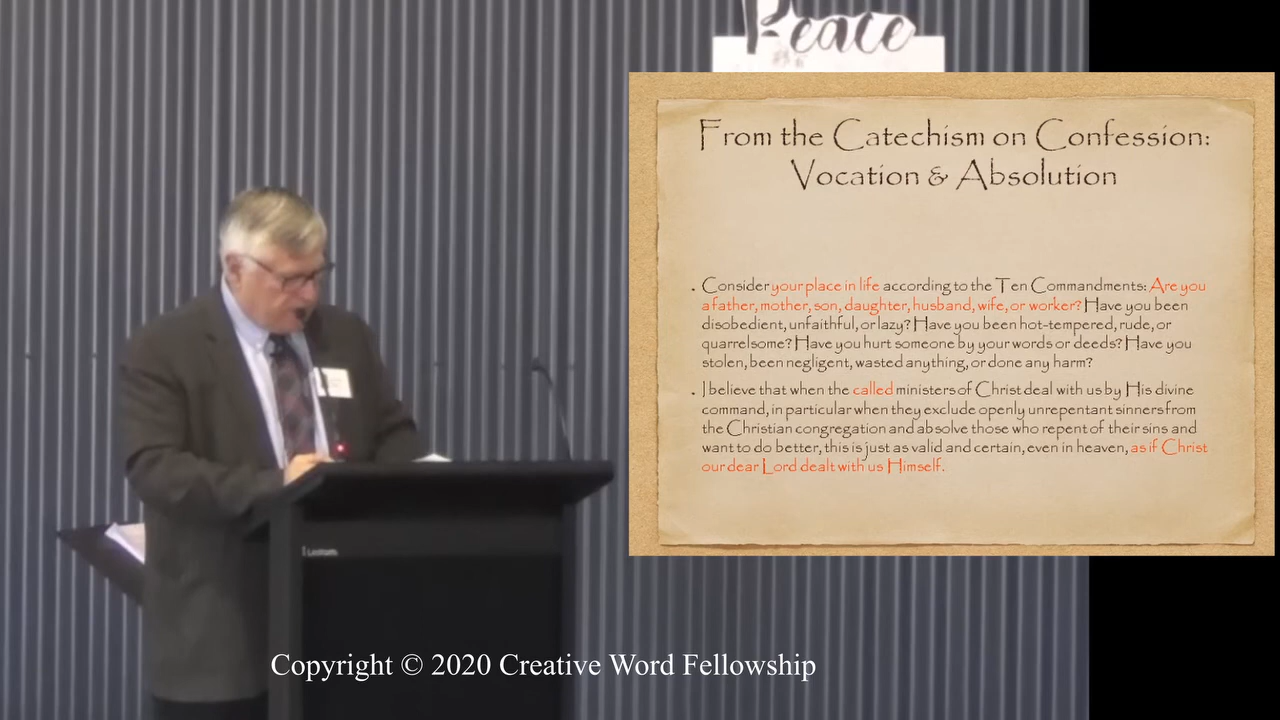 Peace
From the Catechism on Confession:
Vocation & Absolution
. Consider your place in life according to the Ten Commandments: Are you
a father, mother, son, daughter, husband, wife, or worker? Have you been
disobedient, unfaithful, or lazy? Have you been hot-tempered, rude, or
quarrelsome? Have you hurt someone by your words or deeds? Have you
stolen, been negligent, wasted anything, or done any harm?
. I believe that when the called ministers of Christ deal with us by His divine
command, in particular when they exclude openly unrepentant sinners from
the Christian congregation and absolve those who repent of their sins and
want to do better, this is just as valid and certain, even in heaven, as if Christ
our dear Lord dealt with us Himself.
Copyright © 2020 Creative Word Fellowship